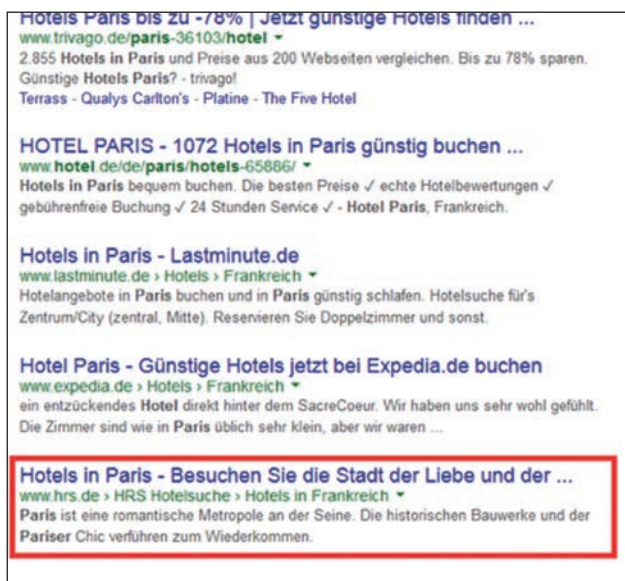 Hotels Paris bis zu -78% | Jetzt günstige Hotels finden ...
www.trivago.de/paris-36103/hotel
2.855 Hotels in Paris und Preise aus 200 Webseiten vergleichen. Bis zu 78% sparen.
Günstige Hotels Paris? - trivago!
Terrass - Qualys Carlton's - Platine - The Five Hotel
HOTEL PARIS - 1072 Hotels in Paris günstig buchen ...
www.hotel.de/de/paris/hotels-65886/
Hotels in Paris bequem buchen. Die besten Preise ✓ echte Hotelbewertungen ✓
gebührenfreie Buchung ✓ 24 Stunden Service ✓ - Hotel Paris, Frankreich.
Hotels in Paris - Lastminute.de
www.lastminute.de › Hotels › Frankreich
Hotelangebote in Paris buchen und in Paris günstig schlafen. Hotelsuche für's
Zentrum/City (zentral, Mitte). Reservieren Sie Doppelzimmer und sonst.
Hotel Paris - Günstige Hotels jetzt bei Expedia.de buchen
www.expedia.de › Hotels › Frankreich
ein entzückendes Hotel direkt hinter dem SacreCoeur. Wir haben uns sehr wohl gefühlt.
Die Zimmer sind wie in Paris üblich sehr klein, aber wir waren ...
Hotels in Paris - Besuchen Sie die Stadt der Liebe und der ...
www.hrs.de › HRS Hotelsuche › Hotels in Frankreich
Paris ist eine romantische Metropole an der Seine. Die historischen Bauwerke und der
Pariser Chic verführen zum Wiederkommen.